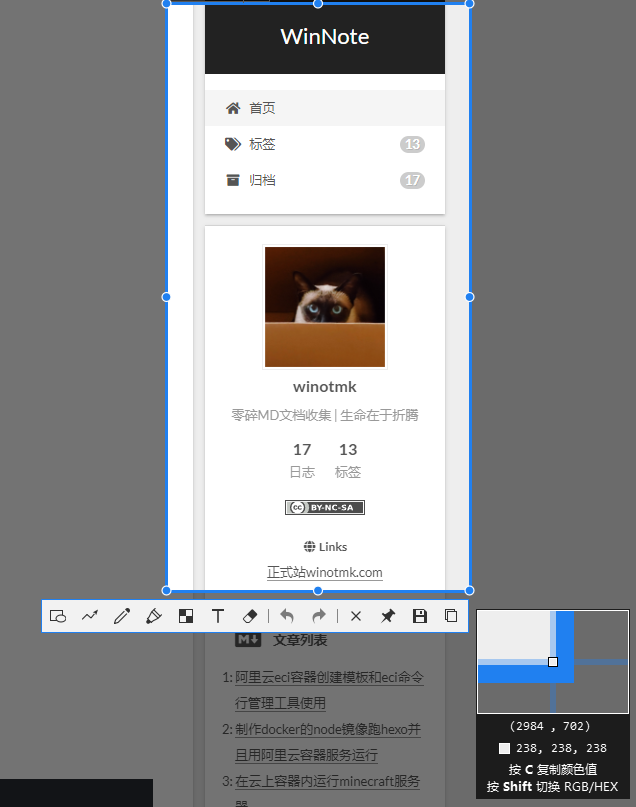 WinNote
首页
标签 13
归档 17
winotmk
零碎MD文档收集 | 生命在于折腾
17 13
日志 标签
cc BY-NC-SA
Links
正式站winotmk.com
T
M↓ 文章列表
1: 阿里云eci容器创建模板和eci命令
行管理工具使用
2: 制作docker的node镜像跑hexo并
且用阿里云容器服务运行
3: 在云上容器内运行minecraft服务
器
(2984 , 702)
238, 238, 238
按 C 复制颜色值
按 Shift 切换 RGB/HEX